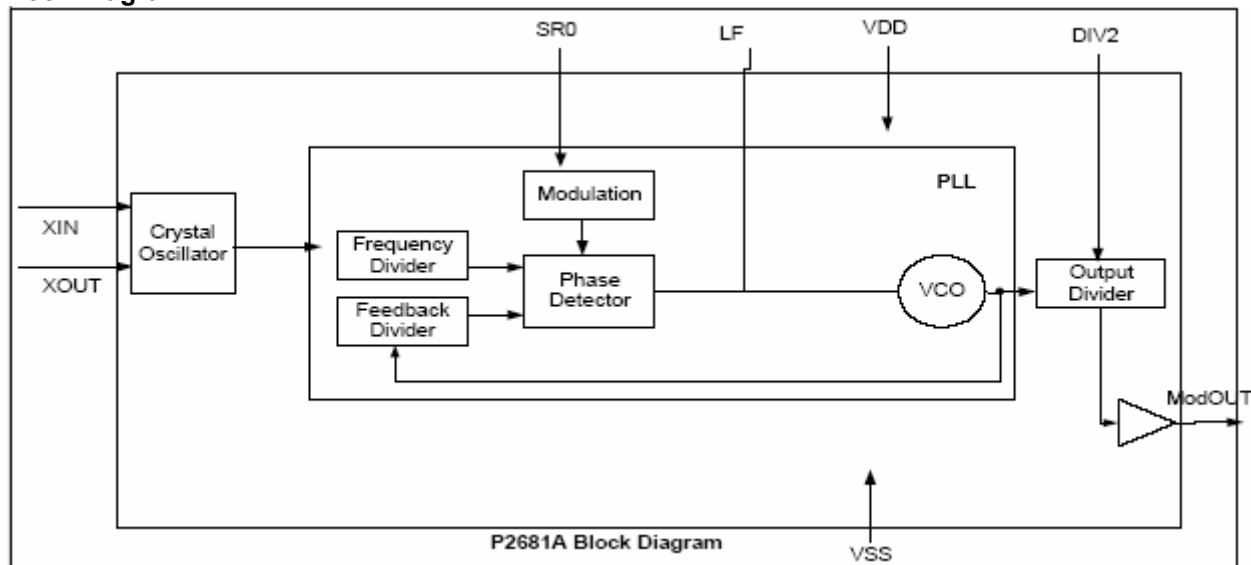 SR0
LF
VDD
DIV2
PLL
Modulation
XIN
Crystal
Oscillator
Frequency
Divider
Phase
Detector
VCO
Output
Divider
XOUT
Feedback
Divider
ModOUT
P2681A Block Diagram
VSS